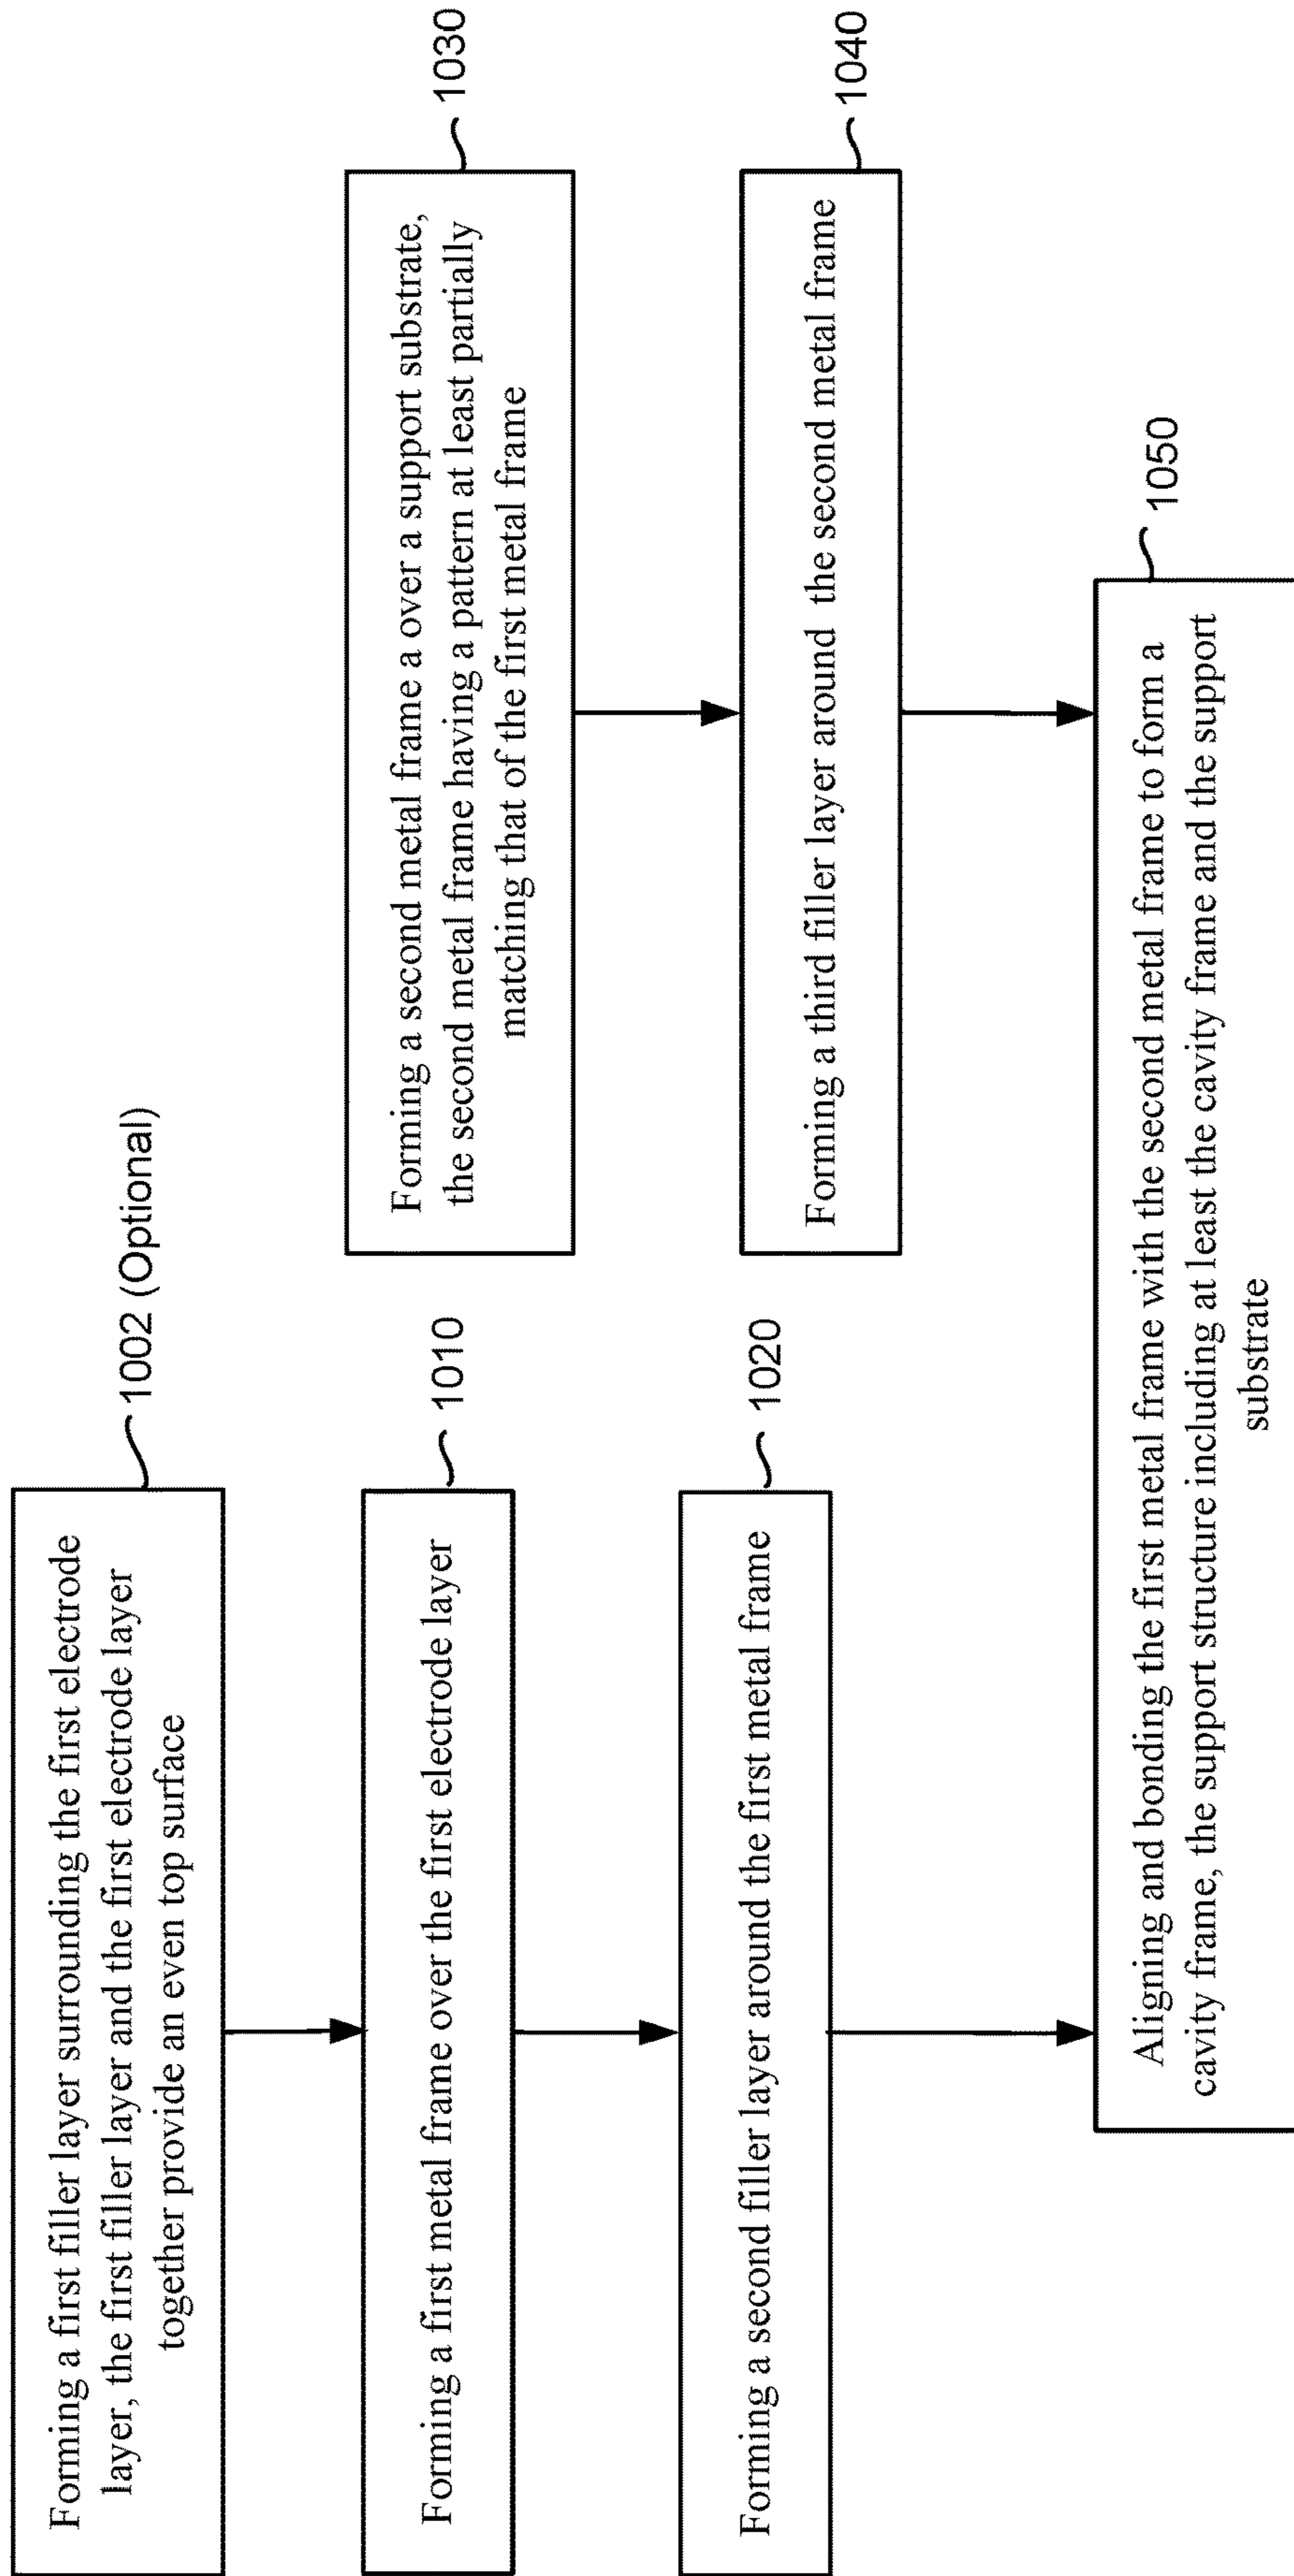 Forming a first filler layer surrounding the first electrode
layer, the first filler layer and the first electrode layer
together provide an even top surface
1002 (Optional)
Forming a first metal frame over the first electrode layer
1010
Forming a second filler layer around the first metal frame
1020
Forming a second metal frame a over a support substrate,
the second metal frame having a pattern at least partially
matching that of the first metal frame
1030
Forming a third filler layer around the second metal frame
1040
Aligning and bonding the first metal frame with the second metal frame to form a
cavity frame, the support structure including at least the cavity frame and the support
substrate
1050